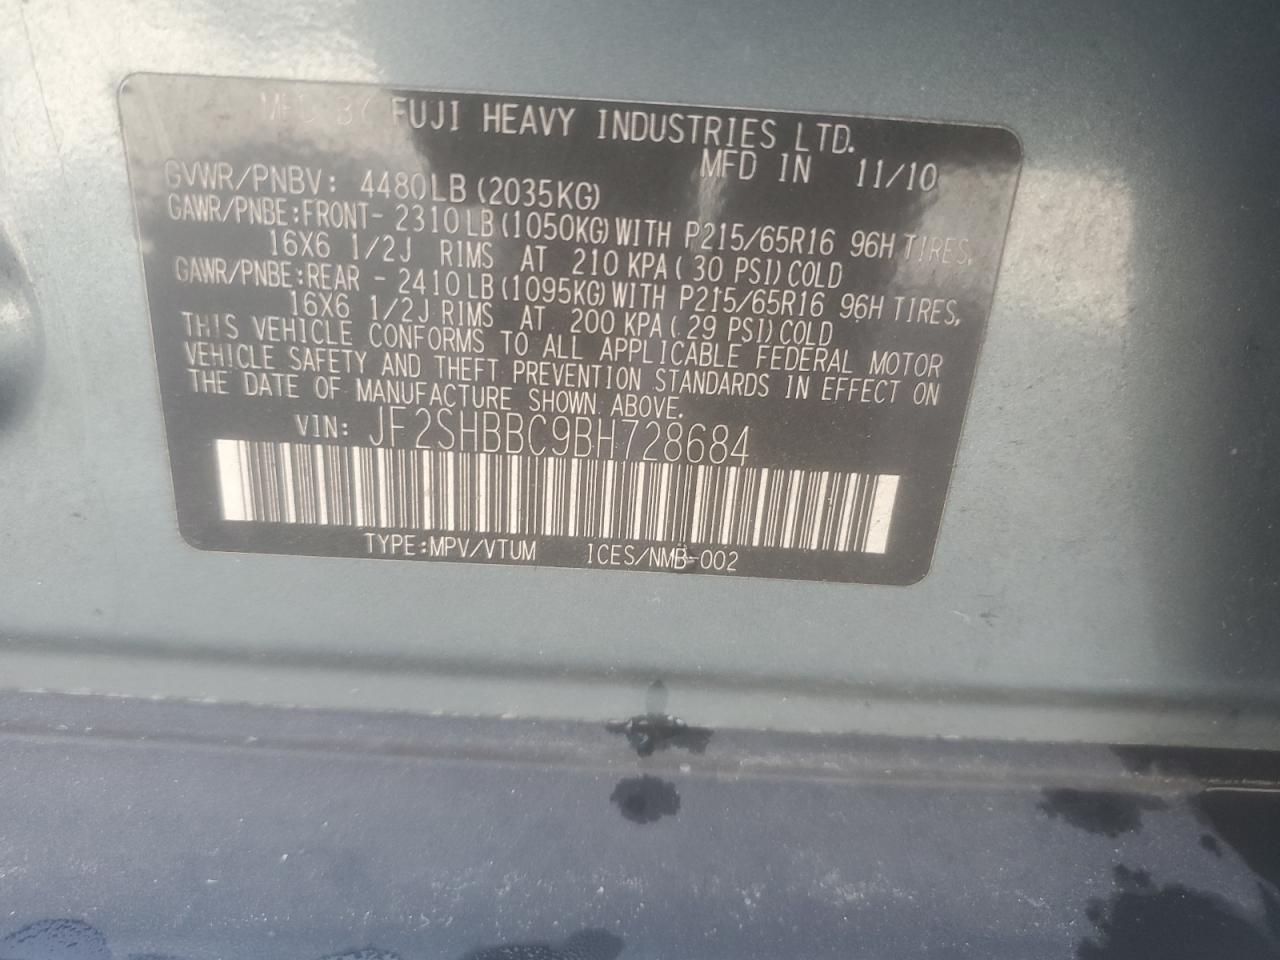 MFD BY FUJI HEAVY INDUSTRIES LTD.
MFD IN 11/10
GVWR/PNBV: 4480LB (2035KG)
GAWR/PNBE:FRONT- 2310LB (1050KG) WITH P215/65R16 96H TIRES,
16X6 1/2J RIMS AT 210 KPA ( 30 PSI) COLD
GAWR/PNBE:REAR - 2410LB (1095KG) WITH P215/65R16 96H TIRES,
16X6 1/2J RIMS AT 200 KPA ( 29 PSI) COLD
THIS VEHICLE CONFORMS TO ALL APPLICABLE FEDERAL MOTOR
VEHICLE SAFETY AND THEFT PREVENTION STANDARDS IN EFFECT ON
THE DATE OF MANUFACTURE SHOWN ABOVE.
VIN: JF2SHBBC9BH728684
TYPE:MPV/VTUM ICES/NMB-002